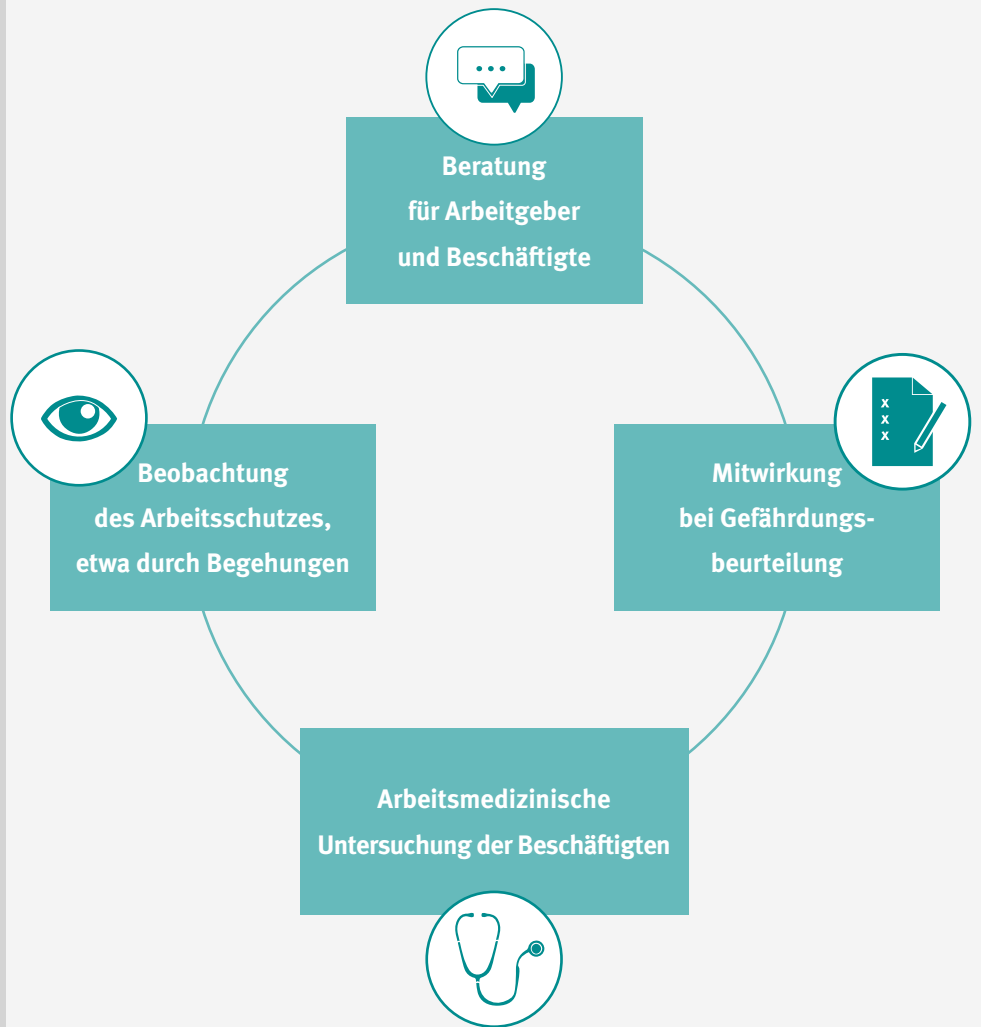 Beratung
für Arbeitgeber
und Beschäftigte
Mitwirkung
bei Gefährdungs-
beurteilung
Arbeitsmedizinische
Untersuchung der Beschäftigten
Beobachtung
des Arbeitsschutzes,
etwa durch Begehungen
x
x
x